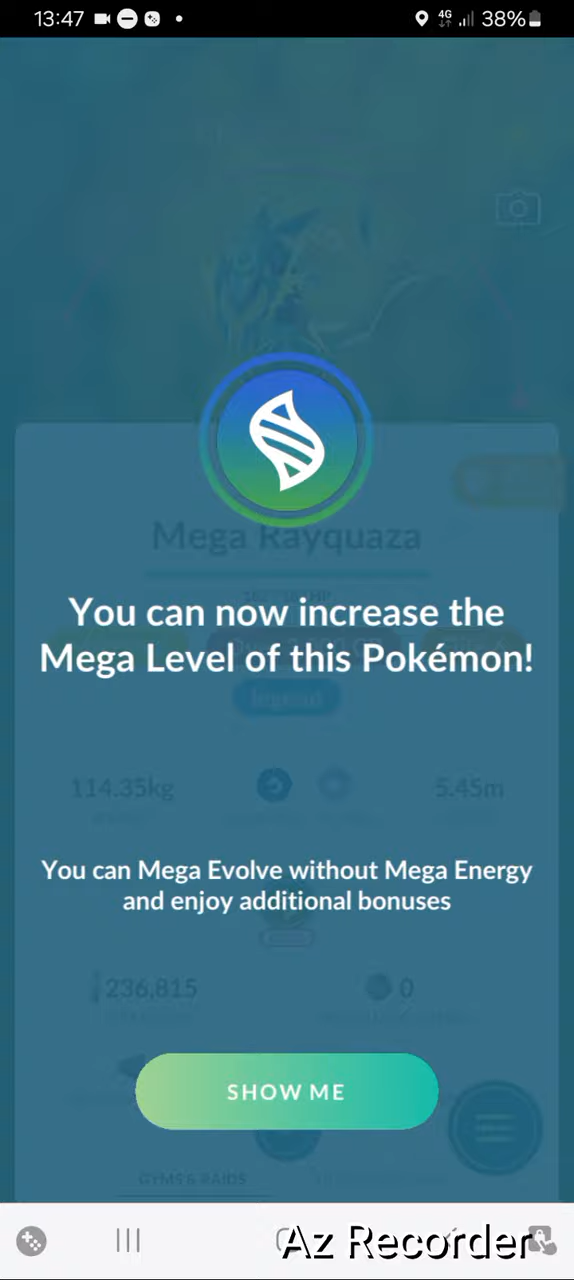 13:47
4G
38%
Mega Rayquaza
You can now increase the
Mega Level of this Pokémon!
114.35kg
5.45m
You can Mega Evolve without Mega Energy
and enjoy additional bonuses
236,815
0
SHOW ME
GYMS & RAIDS
Az Recorder